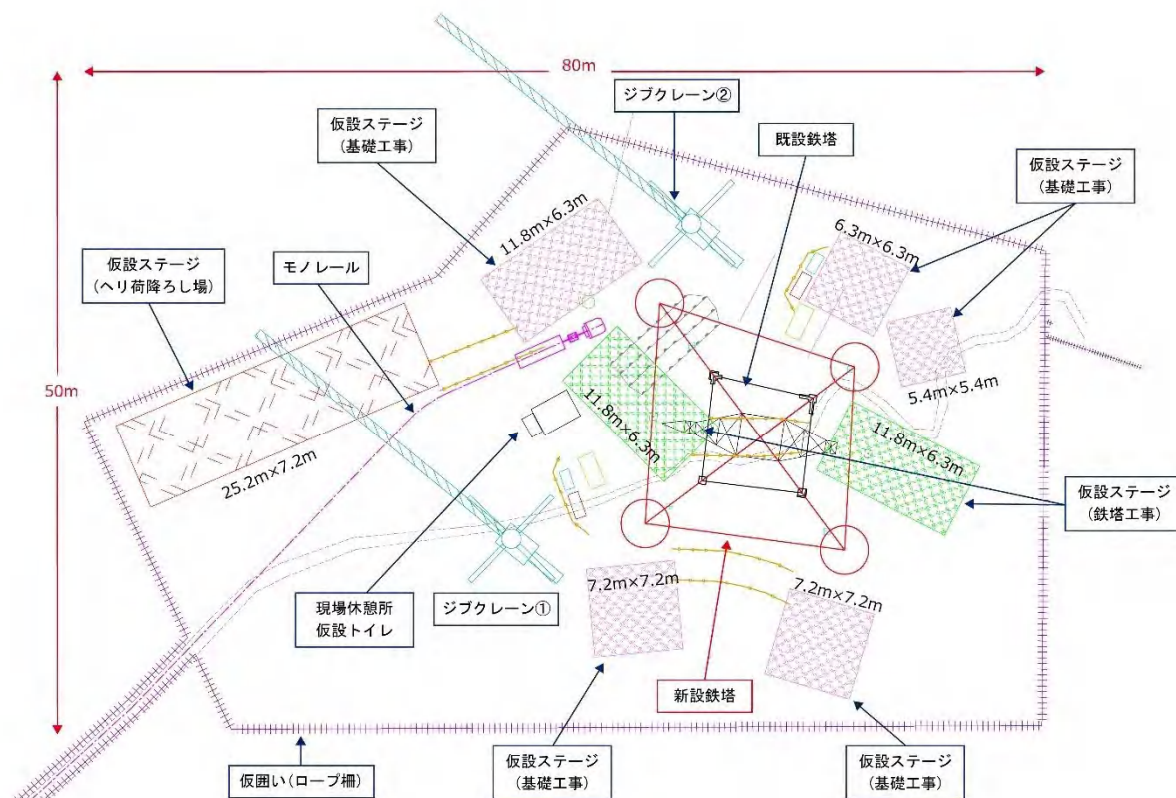 80m
50m
ジブクレーン②
仮設ステージ
(基礎工事)
既設鉄塔
仮設ステージ
(基礎工事)
11.8m×6.3m
6.3m×6.3m
仮設ステージ
(ヘリ荷降ろし場)
モノレール
5.4m×5.4m
11.8m×6.3m
11.8m×6.3m
25.2m×7.2m
仮設ステージ
(鉄塔工事)
現場休憩所
仮設トイレ
ジブクレーン①
7.2m×7.2m
7.2m×7.2m
新設鉄塔
仮囲い(ロープ柵)
仮設ステージ
(基礎工事)
仮設ステージ
(基礎工事)